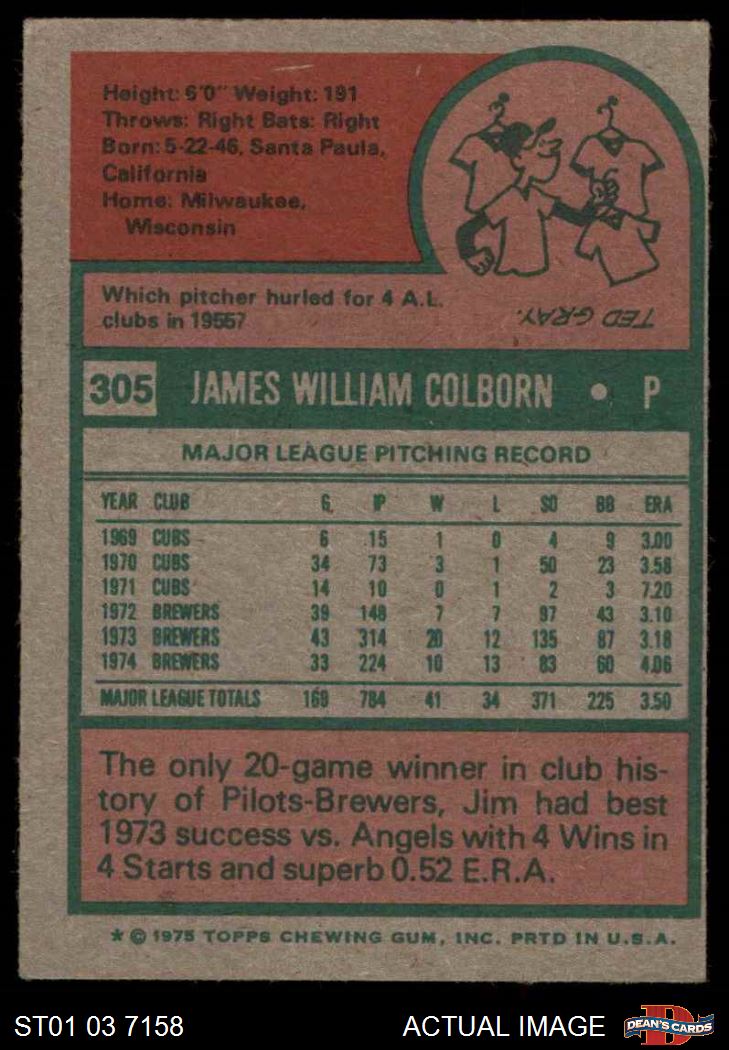 Height: 6'0" Weight: 191
Throws: Right Bats: Right
Born: 5-22-46, Santa Paula,
California
Home: Milwaukee,
Wisconsin
Which pitcher hurled for 4 A.L.
clubs in 1955?
TED GRAY.
305 JAMES WILLIAM COLBORN • P
MAJOR LEAGUE PITCHING RECORD
YEAR CLUB G IP W L SO BB ERA
1969 CUBS 6 15 1 0 4 9 3.00
1970 CUBS 34 73 3 1 50 23 3.58
1971 CUBS 14 10 0 1 2 3 7.20
1972 BREWERS 39 148 7 7 97 43 3.10
1973 BREWERS 43 314 20 12 135 87 3.18
1974 BREWERS 33 224 10 13 83 60 4.06
MAJOR LEAGUE TOTALS 169 784 41 34 371 225 3.50
The only 20-game winner in club his-
tory of Pilots-Brewers, Jim had best
1973 success vs. Angels with 4 Wins in
4 Starts and superb 0.52 E.R.A.
* © 1975 TOPPS CHEWING GUM, INC. PRTD IN U.S.A.
ST01 03 7158 ACTUAL IMAGE D DEAN'S CARDS